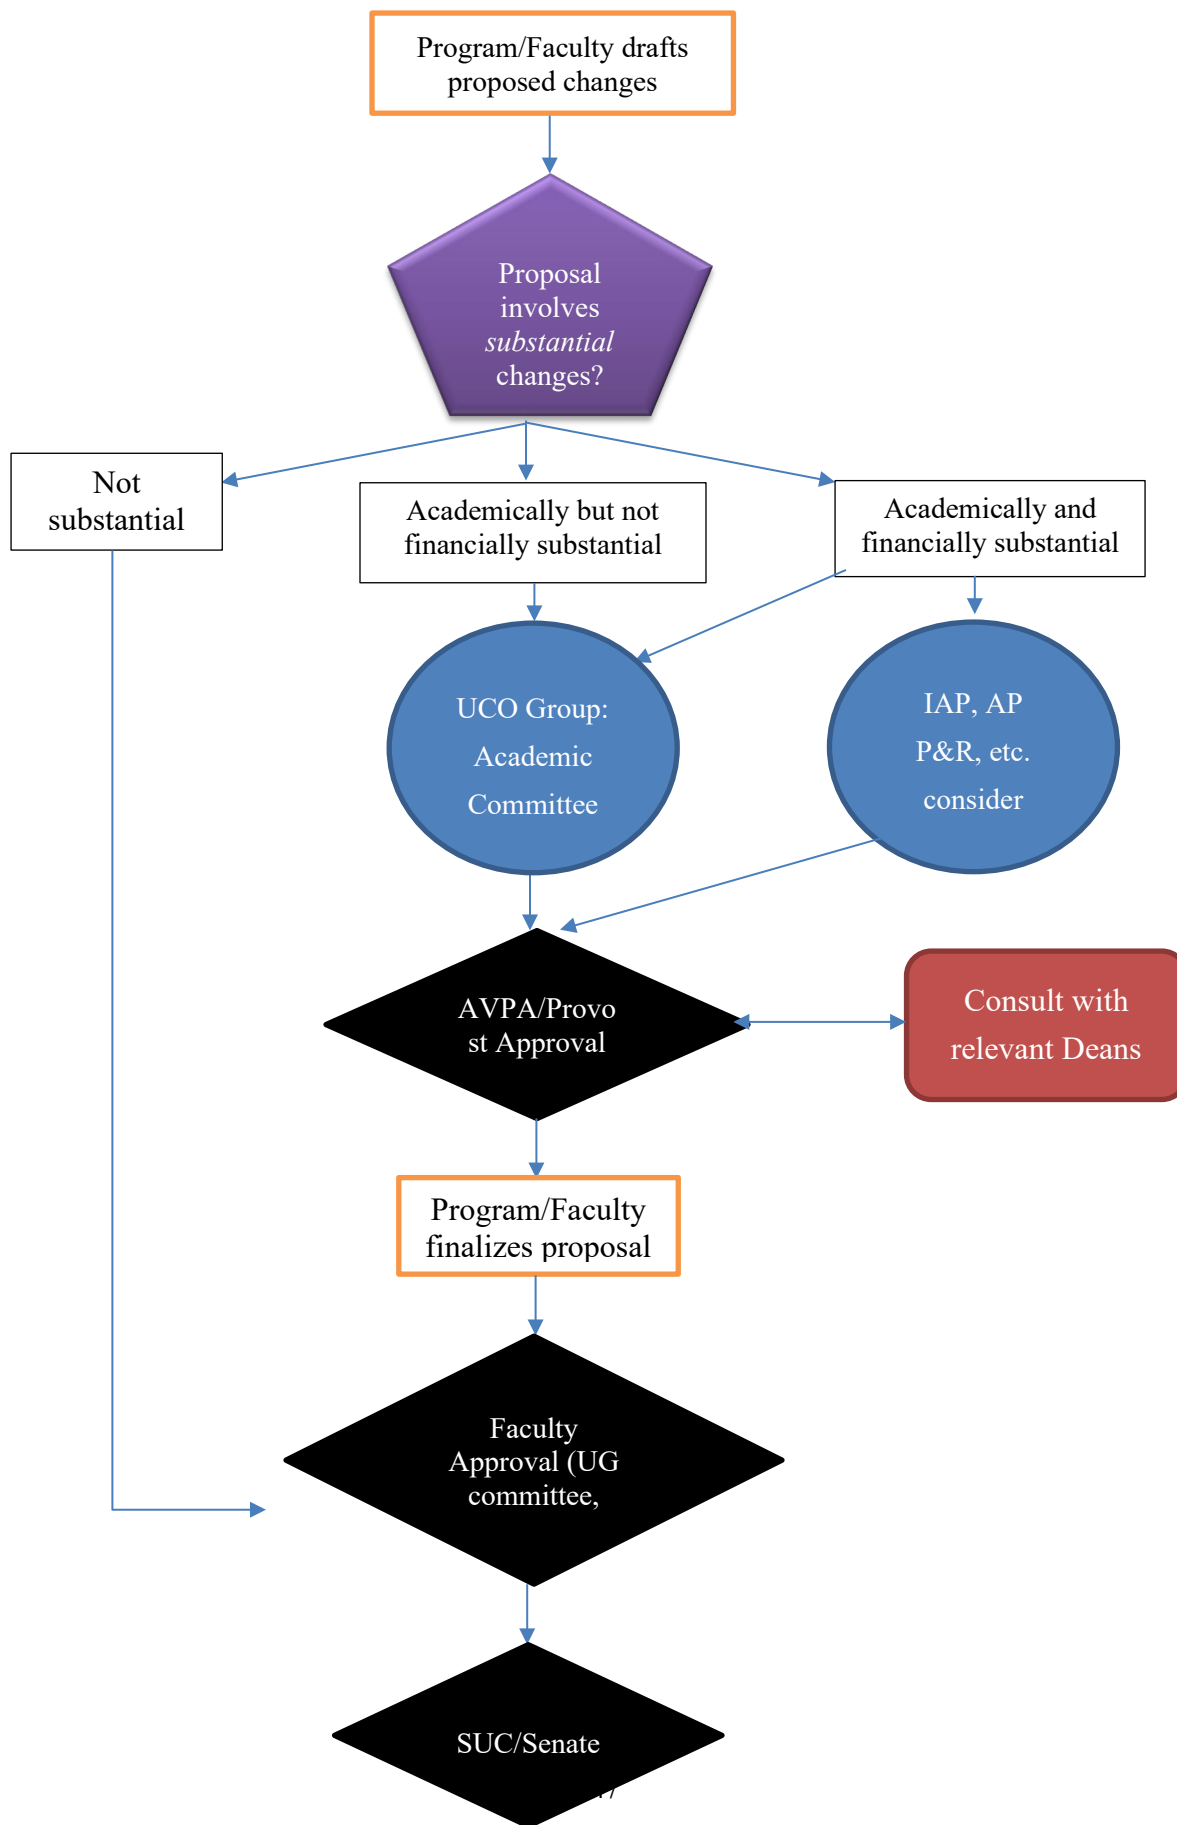 Program/Faculty drafts
proposed changes
Proposal
involves
substantial
changes?
Not
substantial
Academically but not
financially substantial
Academically and
financially substantial
UCO Group:
Academic
Committee
IAP, AP
P&R, etc.
consider
AVPA/Provo
st Approval
Consult with
relevant Deans
Program/Faculty
finalizes proposal
Faculty
Approval (UG
committee,
SUC/Senate